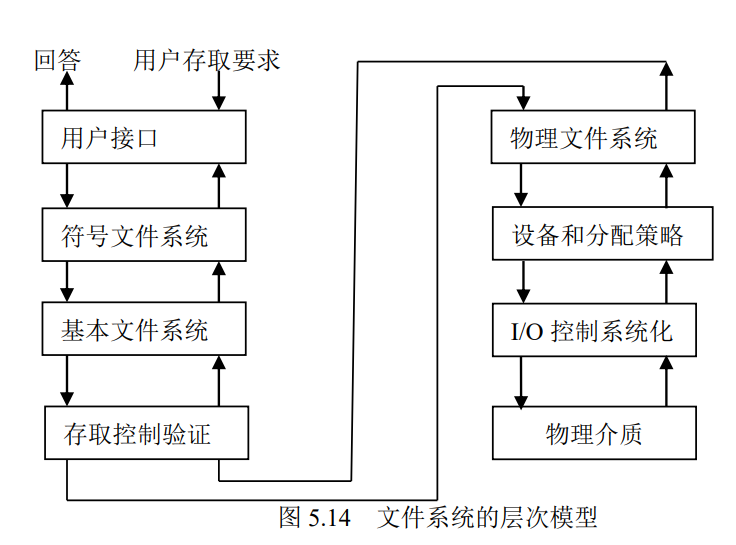 回答 用户存取要求
用户接口
符号文件系统
基本文件系统
存取控制验证
物理文件系统
设备和分配策略
I/O 控制系统化
物理介质
图 5.14 文件系统的层次模型